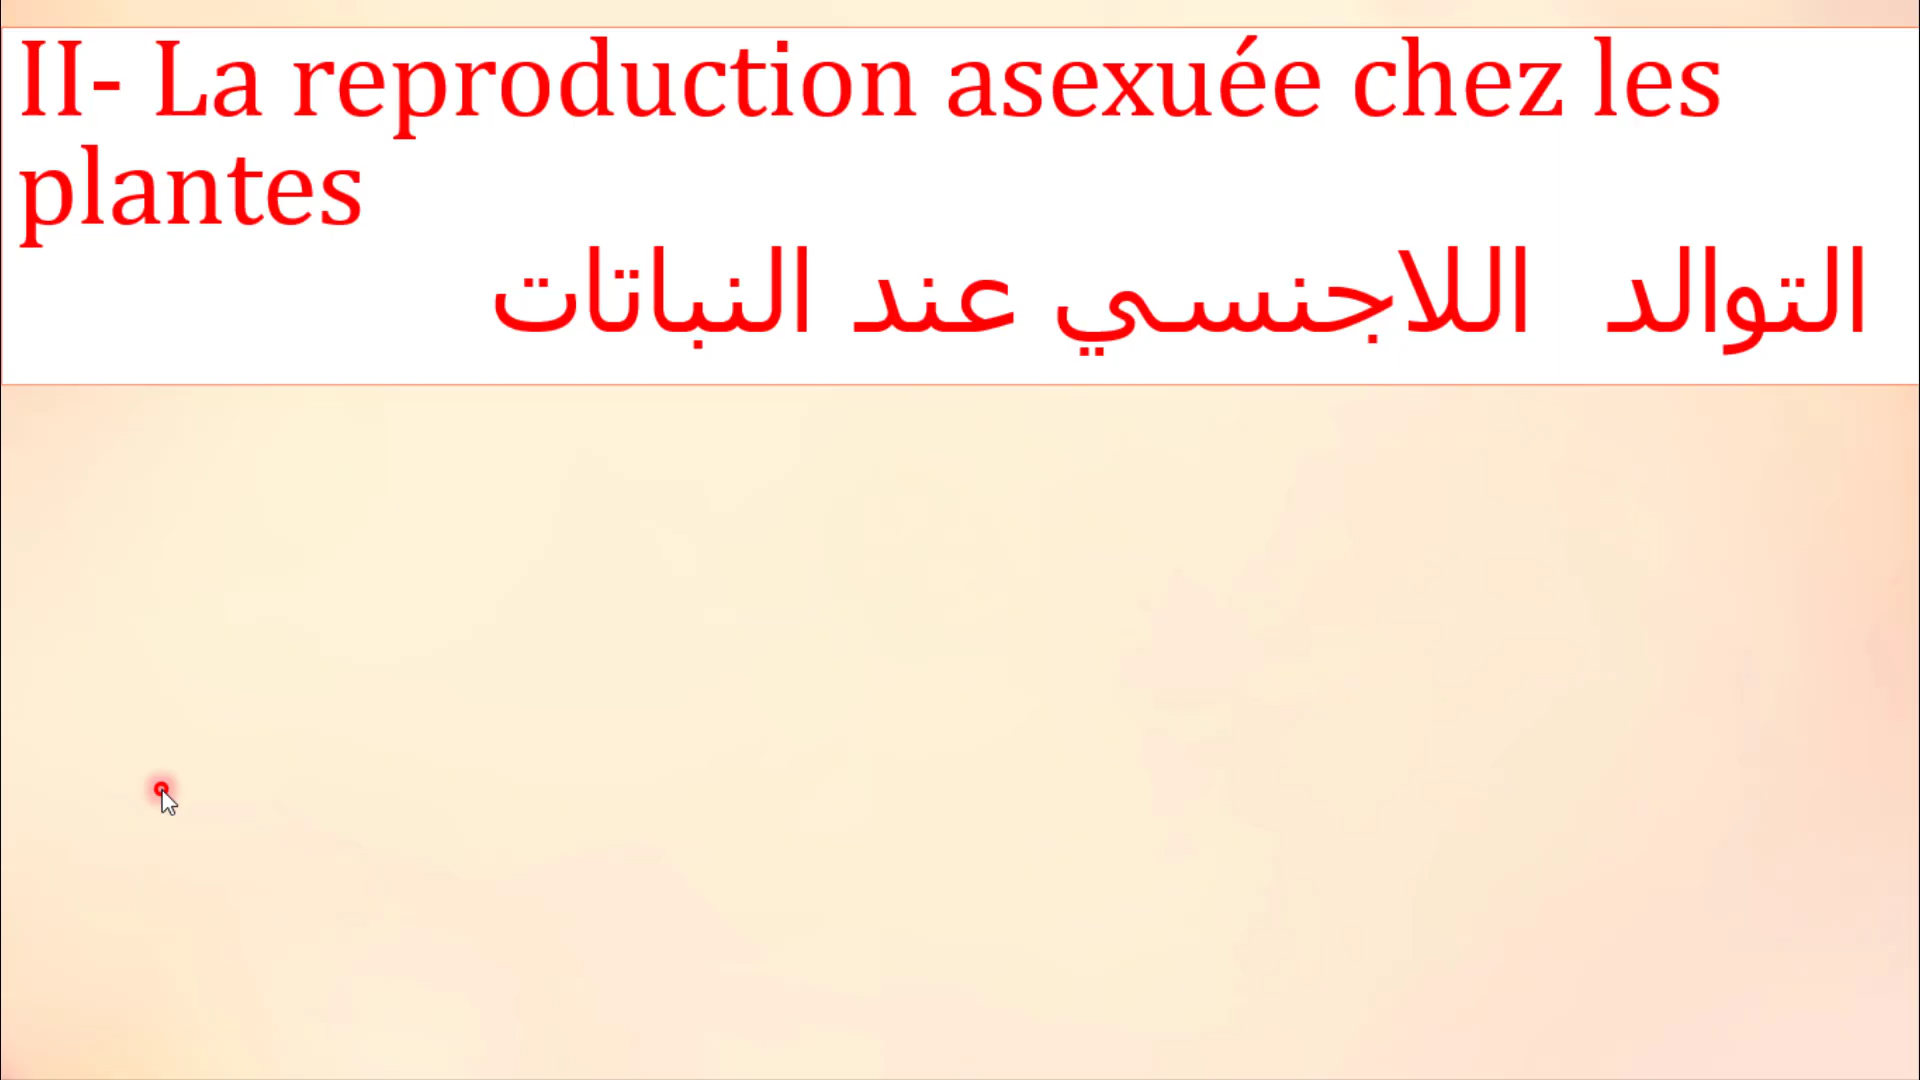 II- La reproduction asexuée chez les
plantes
التوالد اللاجنسي عند النباتات